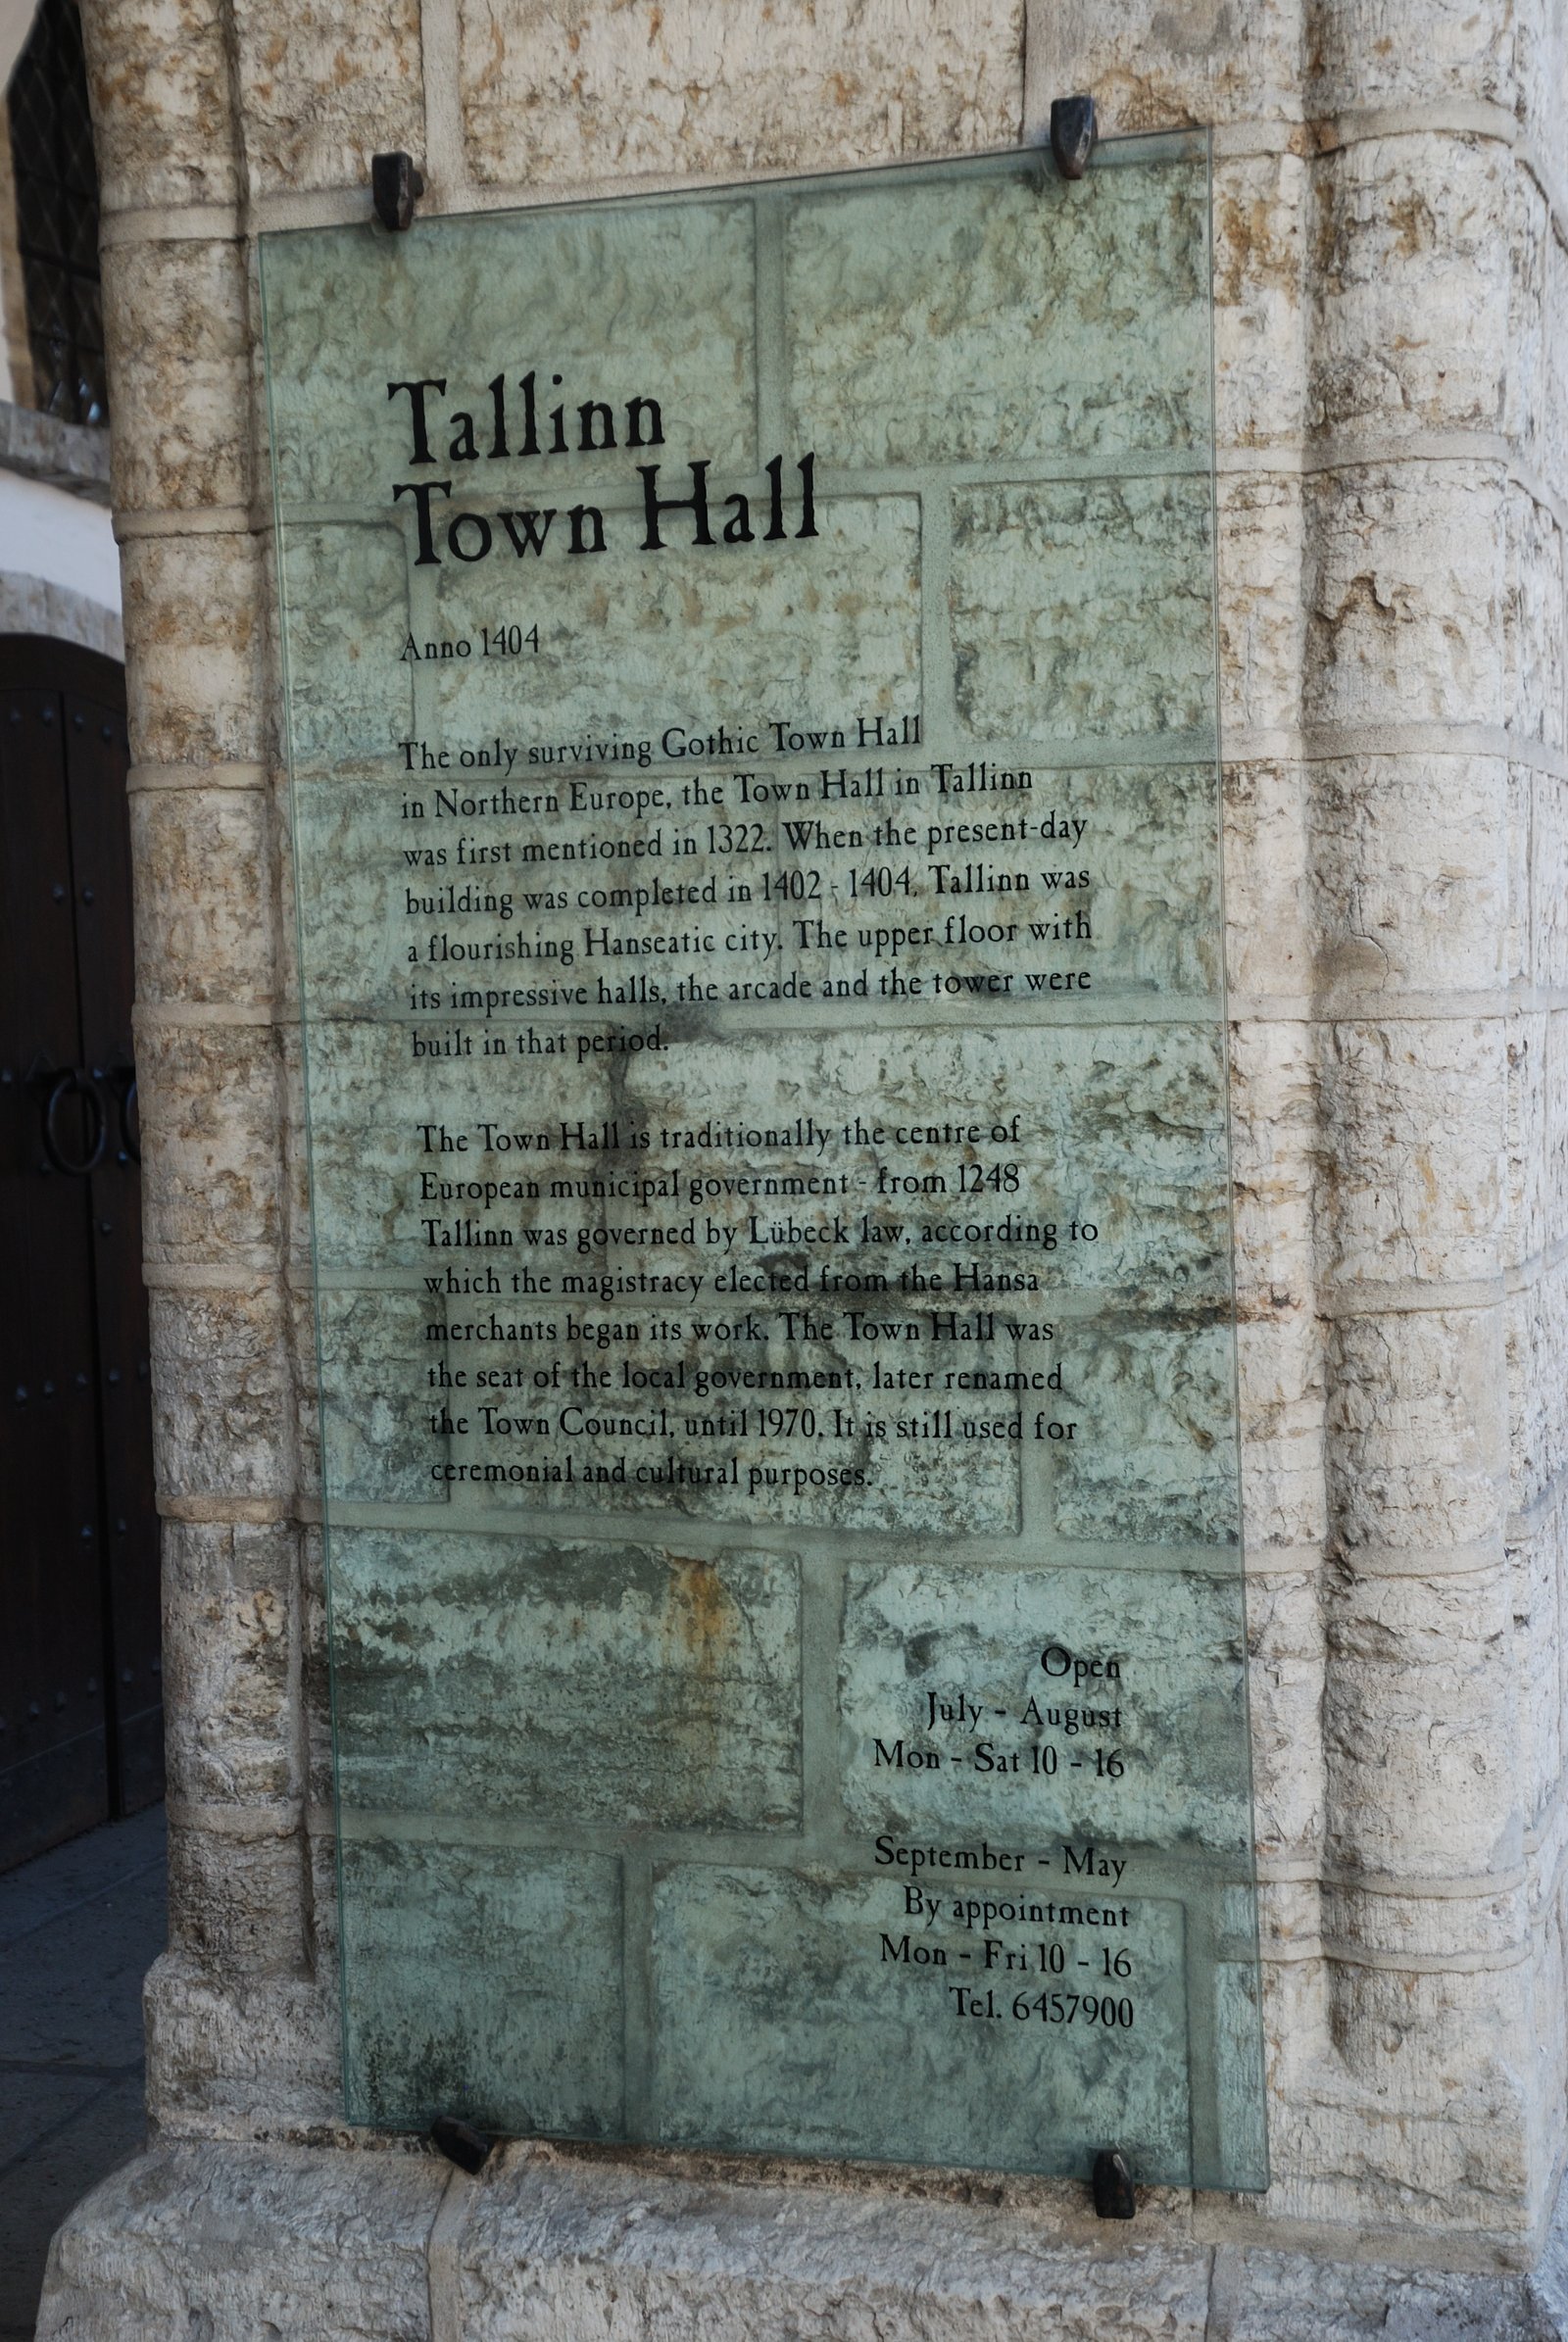 Tallinn
Town Hall
Anno 1404
The only surviving Gothic Town Hall
in Northern Europe, the Town Hall in Tallinn
was first mentioned in 1322. When the present-day
building was completed in 1402 - 1404, Tallinn was
a flourishing Hanseatic city. The upper floor with
its impressive halls, the arcade and the tower were
built in that period.
The Town Hall is traditionally the centre of
European municipal government - from 1248
Tallinn was governed by Lübeck law, according to
which the magistracy elected from the Hansa
merchants began its work. The Town Hall was
the seat of the local government, later renamed
the Town Council, until 1970. It is still used for
ceremonial and cultural purposes.
Open
July - August
Mon - Sat 10 - 16
September - May
By appointment
Mon - Fri 10 - 16
Tel. 6457900